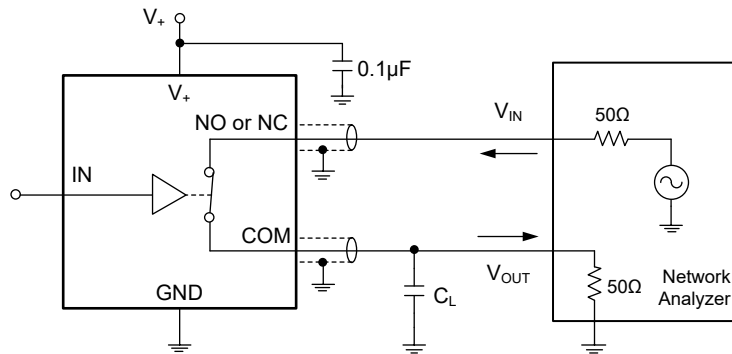 V+
0.1µF
V+
NO or NC
VIN
50Ω
IN
COM
VOUT
50Ω
Network
Analyzer
CL
GND